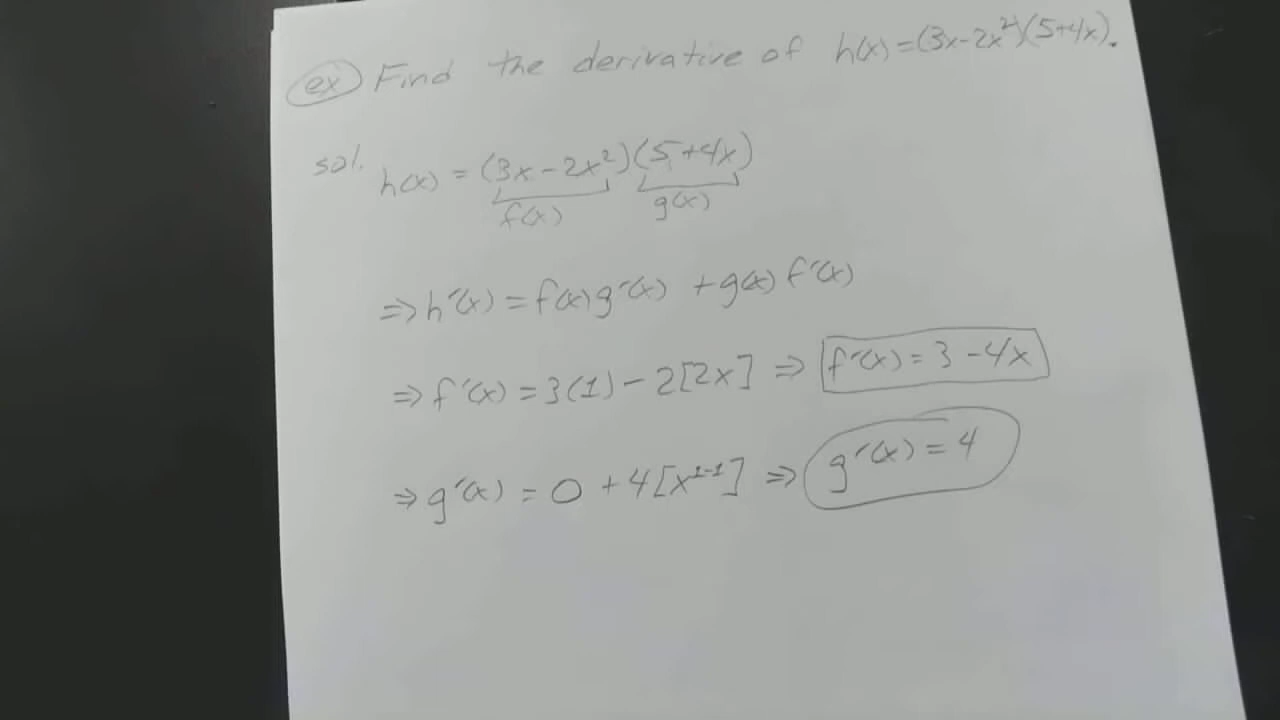 ex Find the derivative of h(x) = (3x-2x²)(5+4x).
sol. h(x) = (3x-2x²)(5+4x)
f(x) g(x)
⇒ h'(x) = f(x)g'(x) + g(x) f'(x)
⇒ f'(x) = 3(1) - 2[2x] ⇒ f'(x) = 3 - 4x
⇒ g'(x) = 0 + 4[x¹⁻¹] ⇒ g'(x) = 4